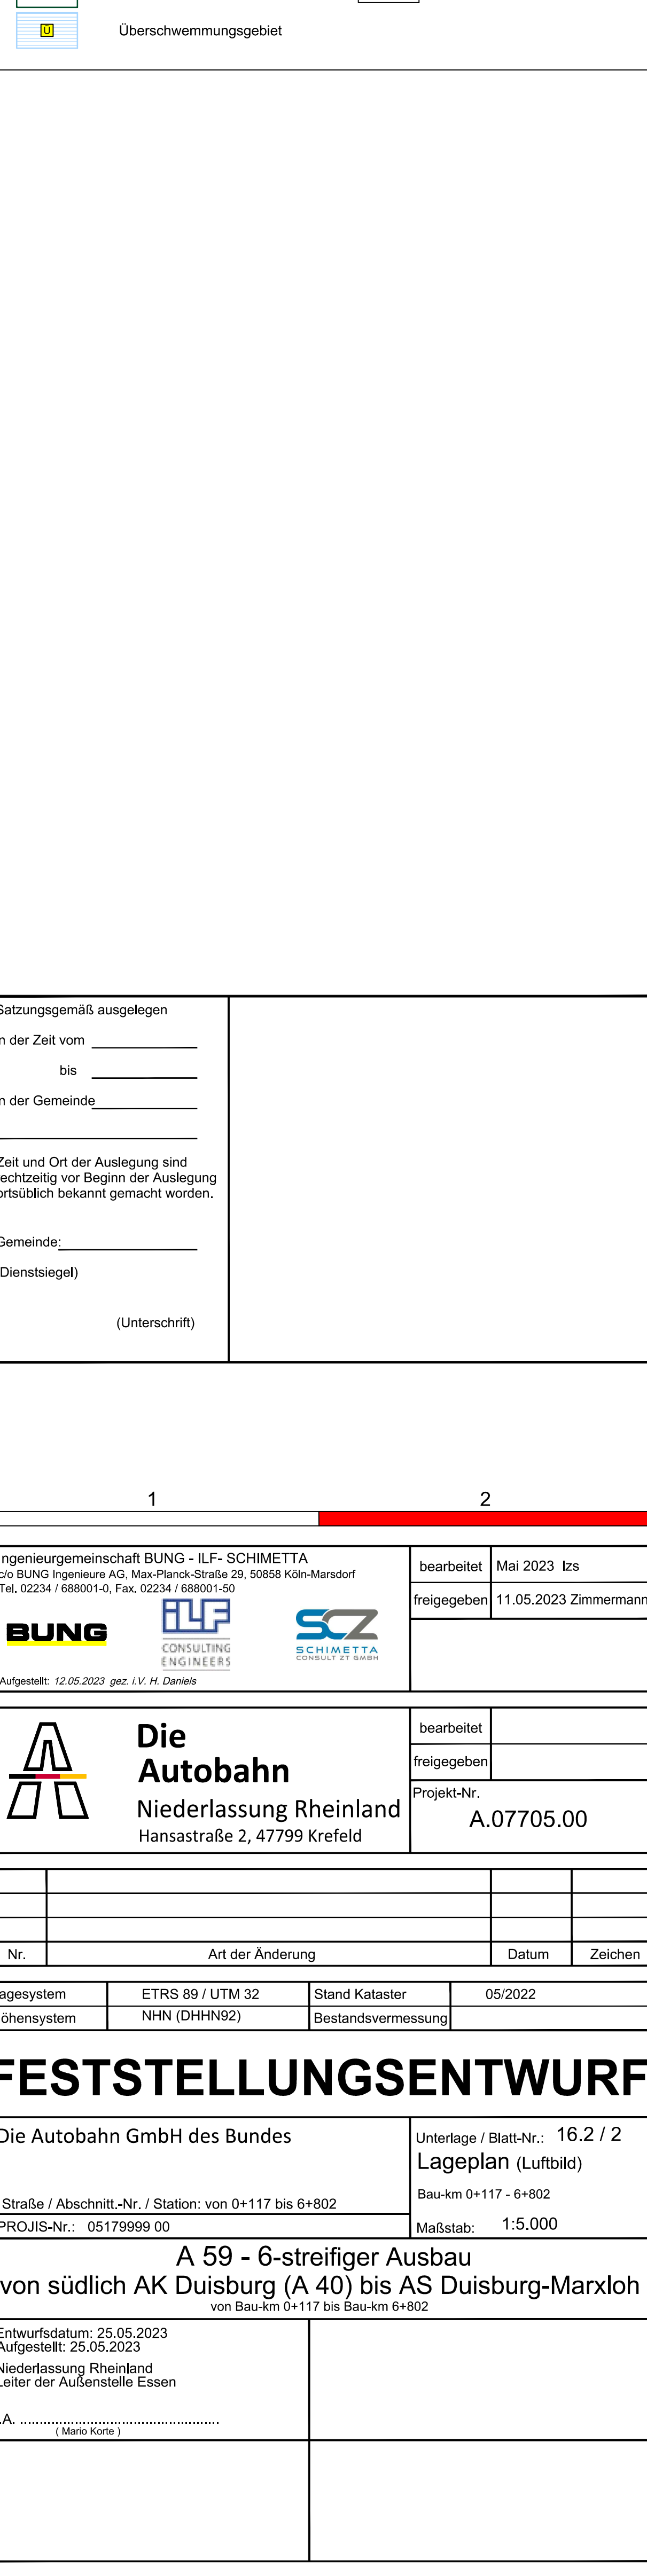 Ü Überschwemmungsgebiet
Satzungsgemäß ausgelegen
n der Zeit vom
bis
n der Gemeinde
Zeit und Ort der Auslegung sind
echtzeitig vor Beginn der Auslegung
ortsüblich bekannt gemacht worden.
Gemeinde:
Dienstsiegel)
(Unterschrift)
1 2
ngenieurgemeinschaft BUNG - ILF- SCHIMETTA
c/o BUNG Ingenieure AG, Max-Planck-Straße 29, 50858 Köln-Marsdorf
Tel. 02234 / 688001-0, Fax. 02234 / 688001-50
bearbeitet Mai 2023 Izs
freigegeben 11.05.2023 Zimmermann
BUNG
iLF
CONSULTING
ENGINEERS
SCZ
SCHIMETTA
CONSULT ZT GMBH
Aufgestellt: 12.05.2023 gez. i.V. H. Daniels
Die
Autobahn
Niederlassung Rheinland
Hansastraße 2, 47799 Krefeld
bearbeitet
freigegeben
Projekt-Nr.
A.07705.00
Nr. Art der Änderung Datum Zeichen
agesystem ETRS 89 / UTM 32 Stand Kataster 05/2022
öhensystem NHN (DHHN92) Bestandsvermessung
FESTSTELLUNGSENTWURF
Die Autobahn GmbH des Bundes
Straße / Abschnitt.-Nr. / Station: von 0+117 bis 6+802
PROJIS-Nr.: 05179999 00
Unterlage / Blatt-Nr.: 16.2 / 2
Lageplan (Luftbild)
Bau-km 0+117 - 6+802
Maßstab: 1:5.000
A 59 - 6-streifiger Ausbau
von südlich AK Duisburg (A 40) bis AS Duisburg-Marxloh
von Bau-km 0+117 bis Bau-km 6+802
Entwurfsdatum: 25.05.2023
Aufgestellt: 25.05.2023
Niederlassung Rheinland
Leiter der Außenstelle Essen
.A. ................................................
( Mario Korte )